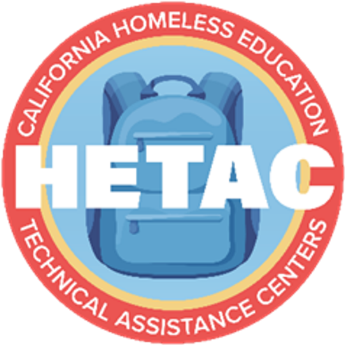 CALIFORNIA HOMELESS EDUCATION
HETAC
TECHNICAL ASSISTANCE CENTERS